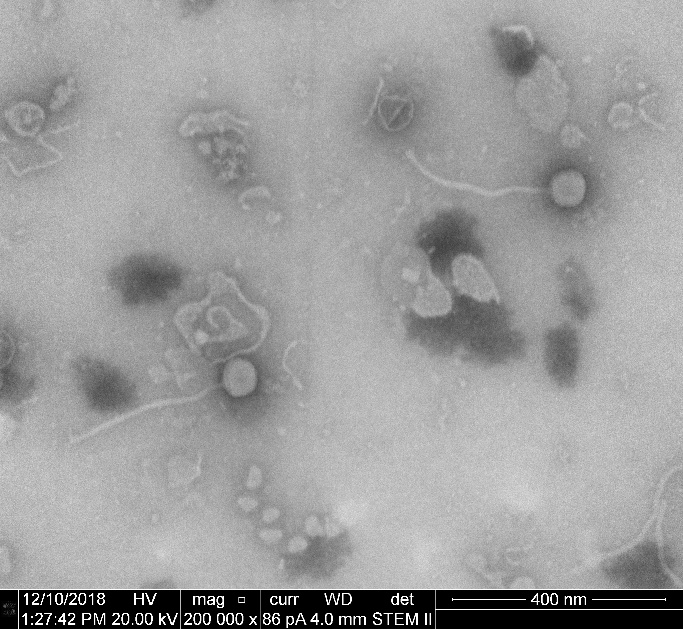 12/10/2018 HV mag □ curr WD det 400 nm
1:27:42 PM 20.00 kV 200 000 x 86 pA 4.0 mm STEM II